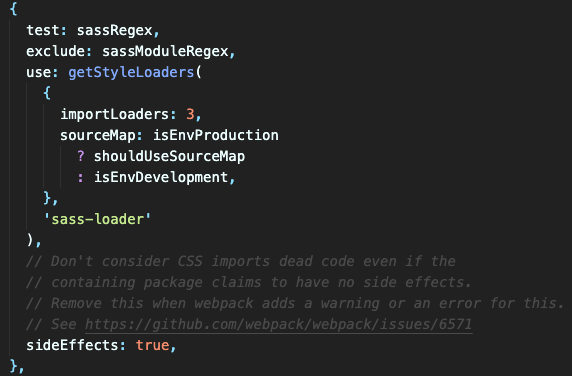 {
  test: sassRegex,
  exclude: sassModuleRegex,
  use: getStyleLoaders(
    {
      importLoaders: 3,
      sourceMap: isEnvProduction
        ? shouldUseSourceMap
        : isEnvDevelopment,
    },
    'sass-loader'
  ),
  // Don't consider CSS imports dead code even if the
  // containing package claims to have no side effects.
  // Remove this when webpack adds a warning or an error for this.
  // See https://github.com/webpack/webpack/issues/6571
  sideEffects: true,
},